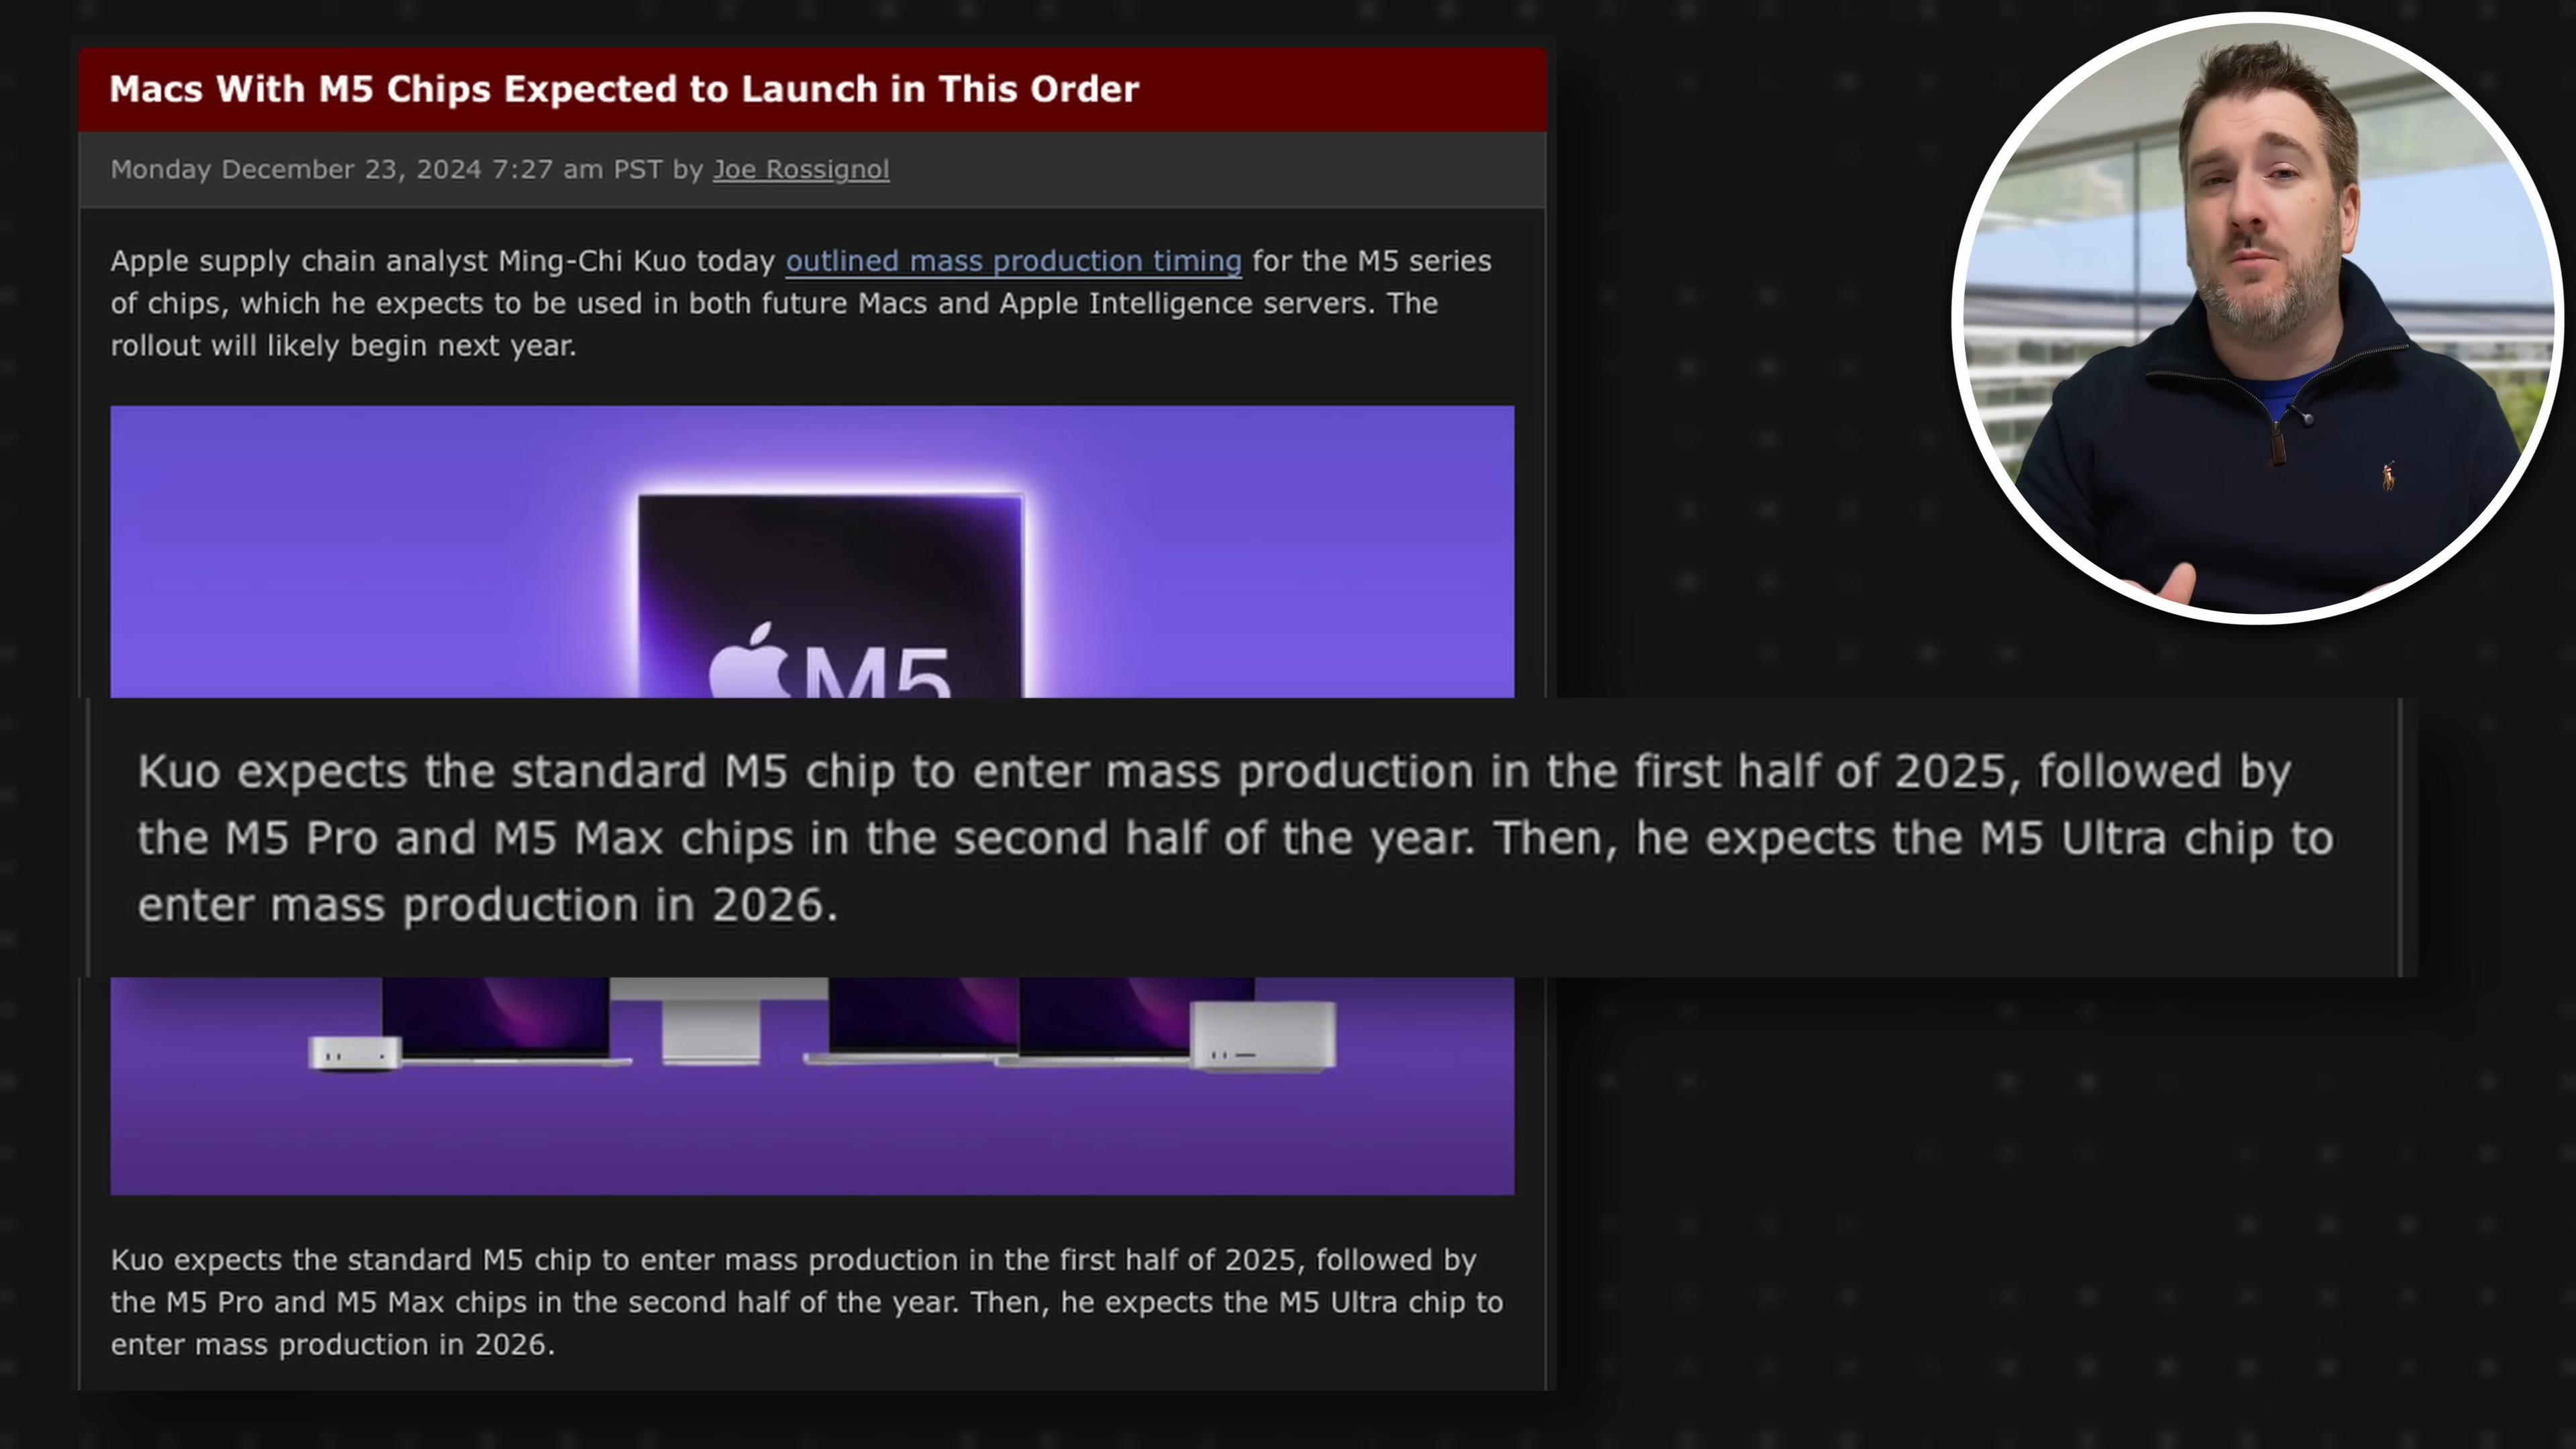 Macs With M5 Chips Expected to Launch in This Order
Monday December 23, 2024 7:27 am PST by Joe Rossignol
Apple supply chain analyst Ming-Chi Kuo today outlined mass production timing for the M5 series
of chips, which he expects to be used in both future Macs and Apple Intelligence servers. The
rollout will likely begin next year.
M5
Kuo expects the standard M5 chip to enter mass production in the first half of 2025, followed by
the M5 Pro and M5 Max chips in the second half of the year. Then, he expects the M5 Ultra chip to
enter mass production in 2026.
Kuo expects the standard M5 chip to enter mass production in the first half of 2025, followed by
the M5 Pro and M5 Max chips in the second half of the year. Then, he expects the M5 Ultra chip to
enter mass production in 2026.